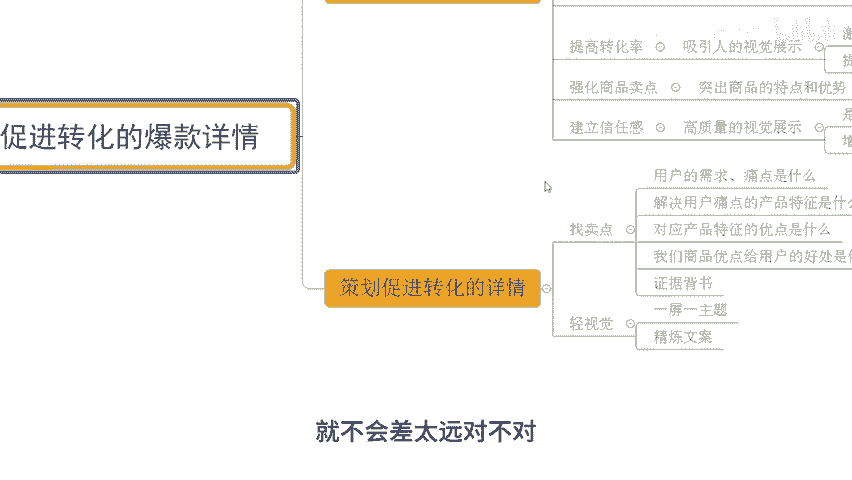 提高转化率 吸引人的视觉展示
强化商品卖点 突出商品的特点和优势
建立信任感 高质量的视觉展示
促进转化的爆款详情
用户的需求、痛点是什么
解决用户痛点的产品特征是什
找卖点
对应产品特征的优点是什么
我们商品优点给用户的好处是
证据背书
策划促进转化的详情
一屏一主题
轻视觉
精炼文案
就不会差太远对不对